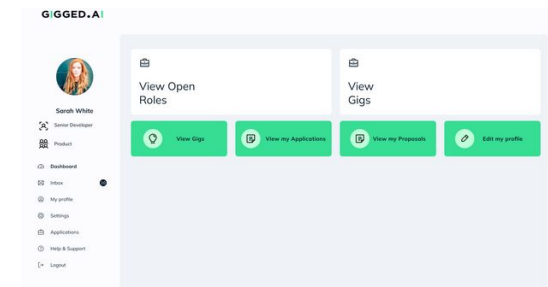 GIGGED.AI
Sarah White
Senior Developer
Product
Dashboard
Inbox
My profile
Settings
Applications
Help & Support
Logout
View Open
Roles
View
Gigs
View Gigs
View my Applications
View my Proposals
Edit my profile